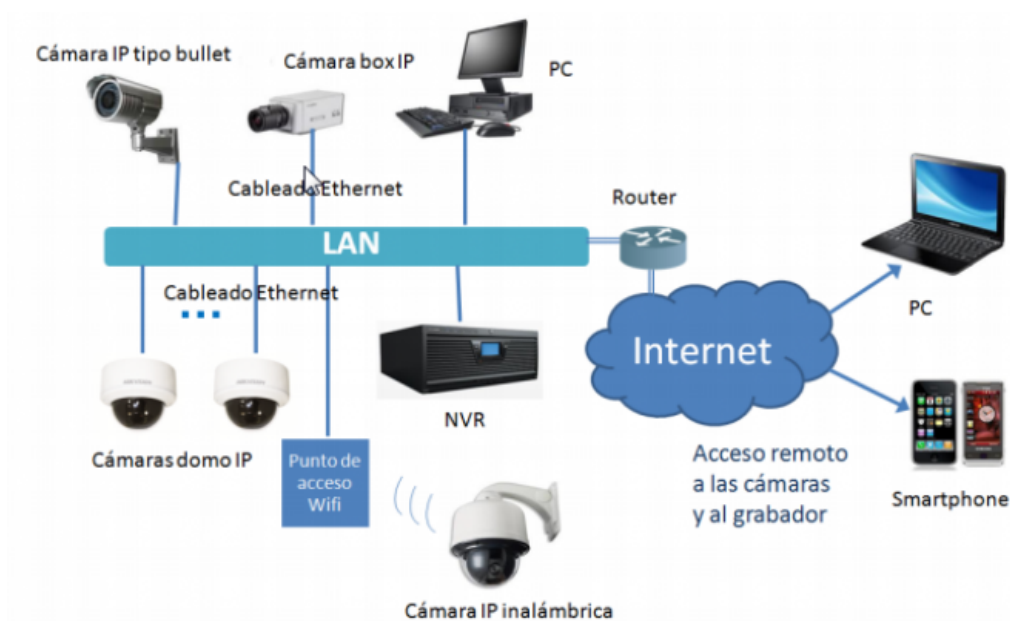 Cámara IP tipo bullet
Cámara box IP
PC
Cableado Ethernet
Router
LAN
Cableado Ethernet
PC
Internet
NVR
Cámaras domo IP
Punto de
acceso
Wifi
Acceso remoto
a las cámaras
y al grabador
Smartphone
Cámara IP inalámbrica